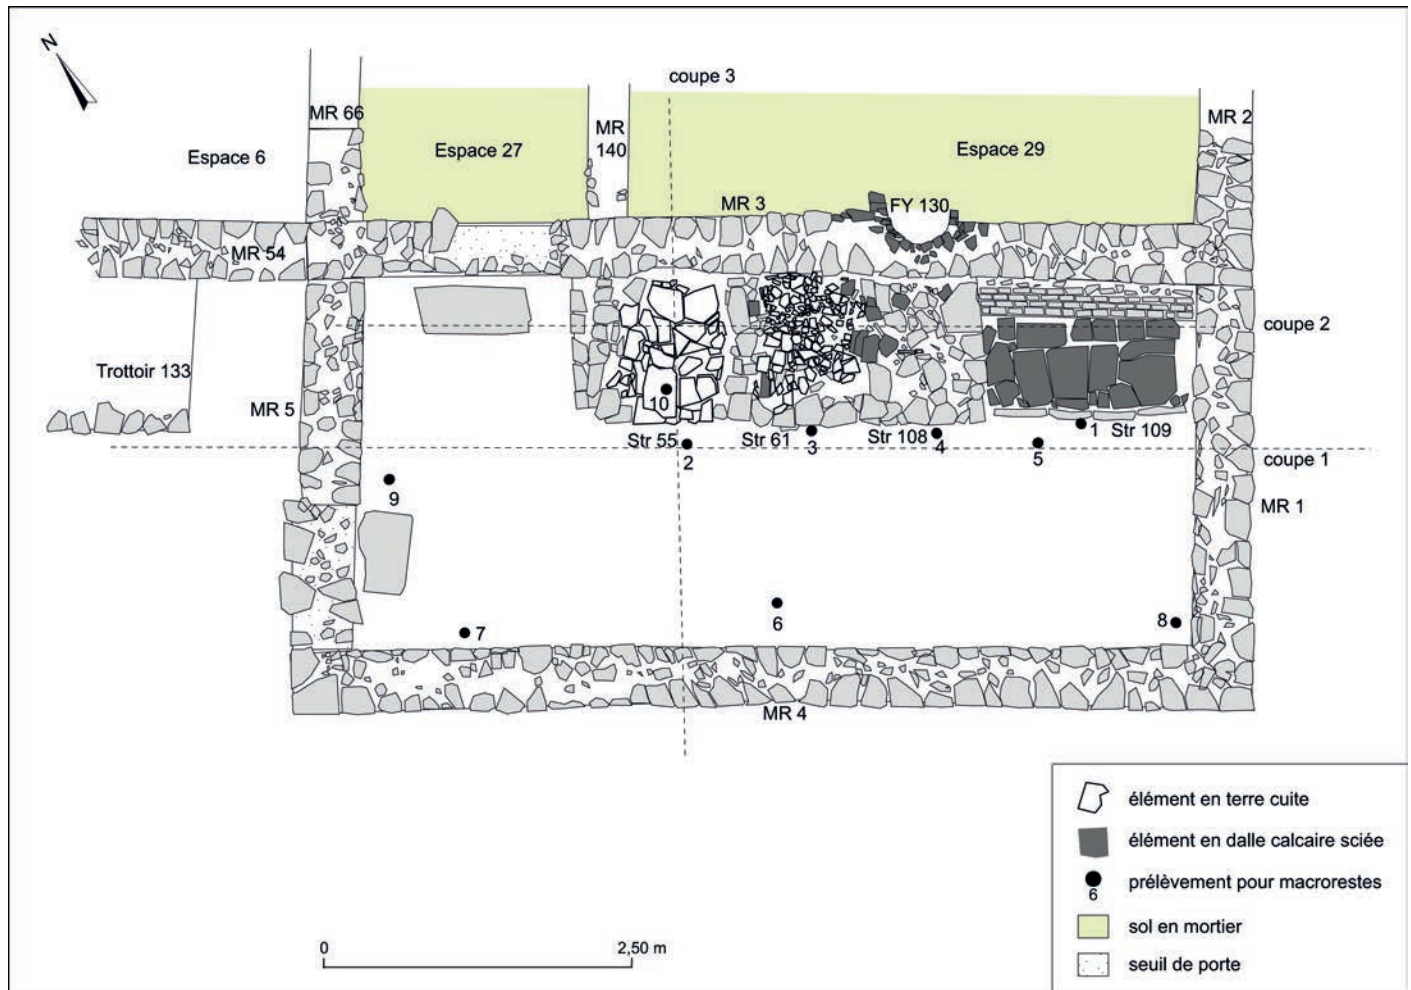 N
coupe 3
MR 66
MR 2
MR
140
Espace 6
Espace 27
Espace 29
MR 3
FY 130
MR 54
coupe 2
Trottoir 133
MR 5
10
1
Str 109
Str 55
Str 61
Str 108
2
3
4
5
coupe 1
9
MR 1
6
7
8
MR 4
élément en terre cuite
élément en dalle calcaire sciée
prélèvement pour macrorestes
6
sol en mortier
seuil de porte
0
2,50 m